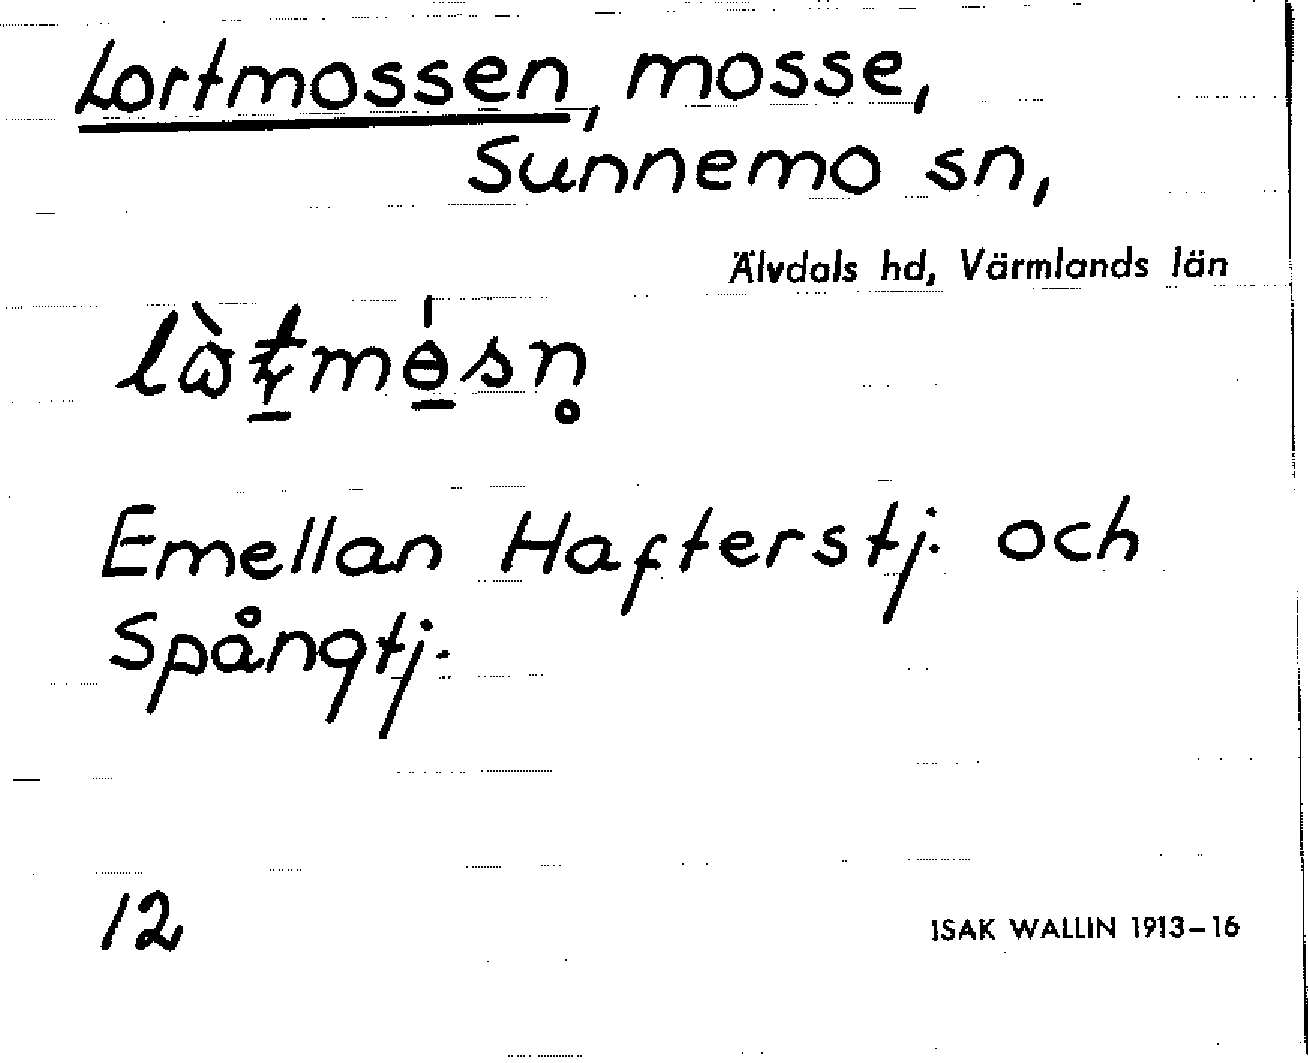 Lortmossen, mosse,
Sunnemo sn,
Älvdals hd, Värmlands län
Emellan Hafterstj. och
Spångtj.
12
ISAK WALLIN 1913–16